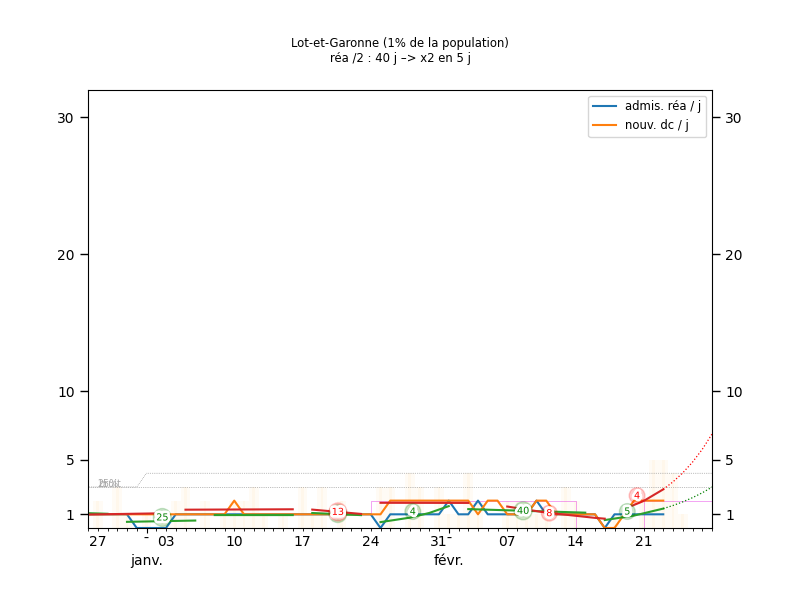 Lot-et-Garonne (1% de la population)
réa /2 : 40 j –> x2 en 5 j
admis. réa / j
nouv. dc / j
30 30
20 20
10 10
5 5
1 1
4
25 13 4 40 8 5
27 - 03 10 17 24 31- 07 14 21
janv. févr.